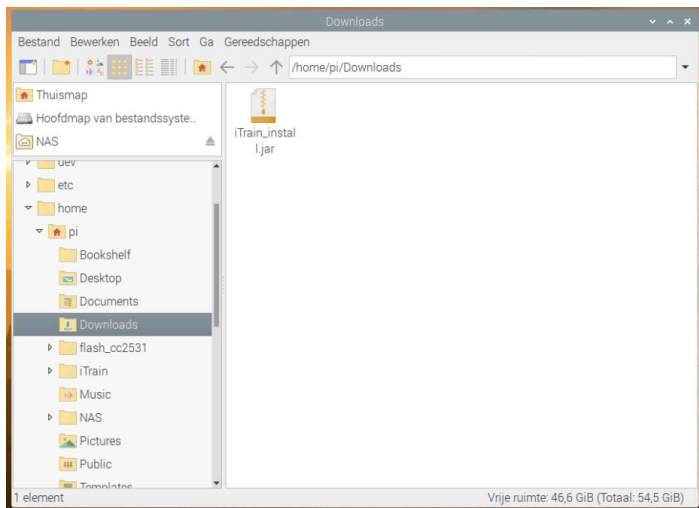 Downloads
Bestand Bewerken Beeld Sort Ga Gereedschappen
/home/pi/Downloads
Thuismap
Hoofdmap van bestandssyste...
NAS
dev
etc
home
pi
Bookshelf
Desktop
Documents
Downloads
flash_cc2531
iTrain
Music
NAS
Pictures
Public
Templates
iTrain_instal
l.jar
1 element
Vrije ruimte: 46,6 GiB (Totaal: 54,5 GiB)